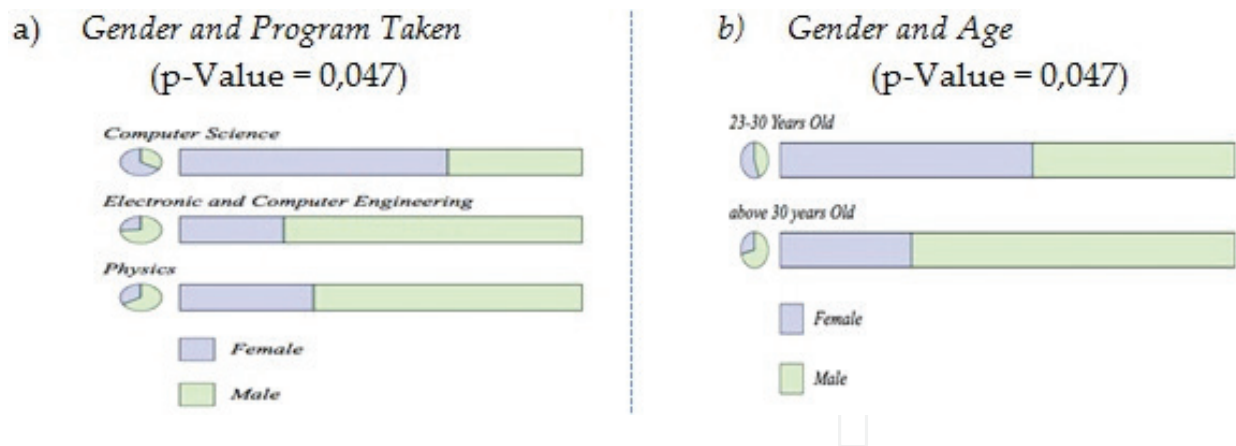 a) Gender and Program Taken
(p-Value = 0,047)
Computer Science
Electronic and Computer Engineering
Physics
Female
Male
b) Gender and Age
(p-Value = 0,047)
23-30 Years Old
above 30 years Old
Female
Male